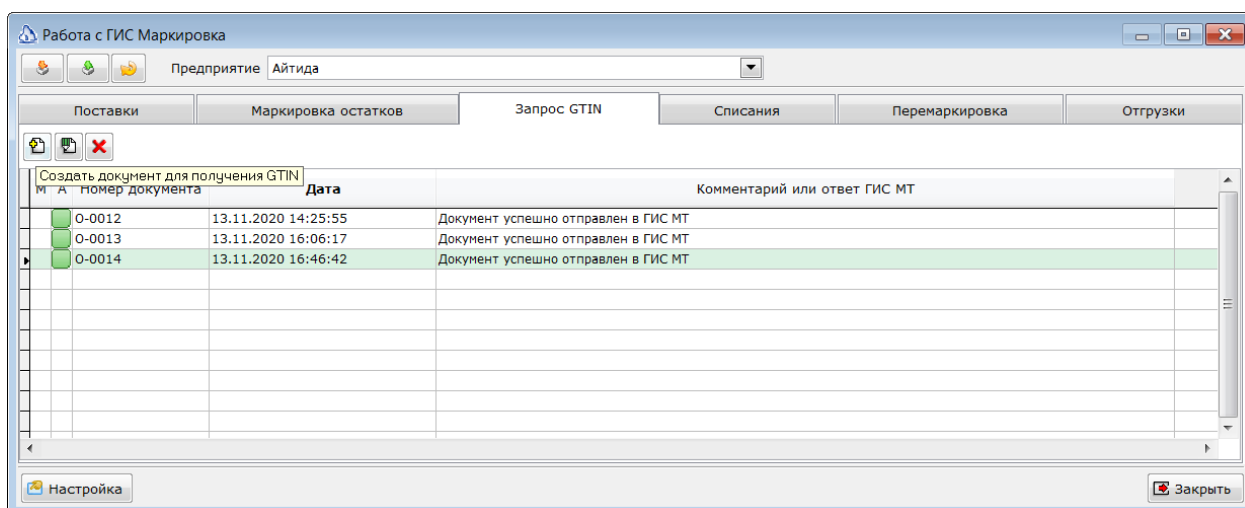 Работа с ГИС Маркировка
Предприятие Айтида
Поставки Маркировка остатков Запрос GTIN Списания Перемаркировка Отгрузки
Создать документ для получения GTIN
М А Номер документа Дата Комментарий или ответ ГИС МТ
О-0012 13.11.2020 14:25:55 Документ успешно отправлен в ГИС МТ
О-0013 13.11.2020 16:06:17 Документ успешно отправлен в ГИС МТ
О-0014 13.11.2020 16:46:42 Документ успешно отправлен в ГИС МТ
Настройка Закрыть